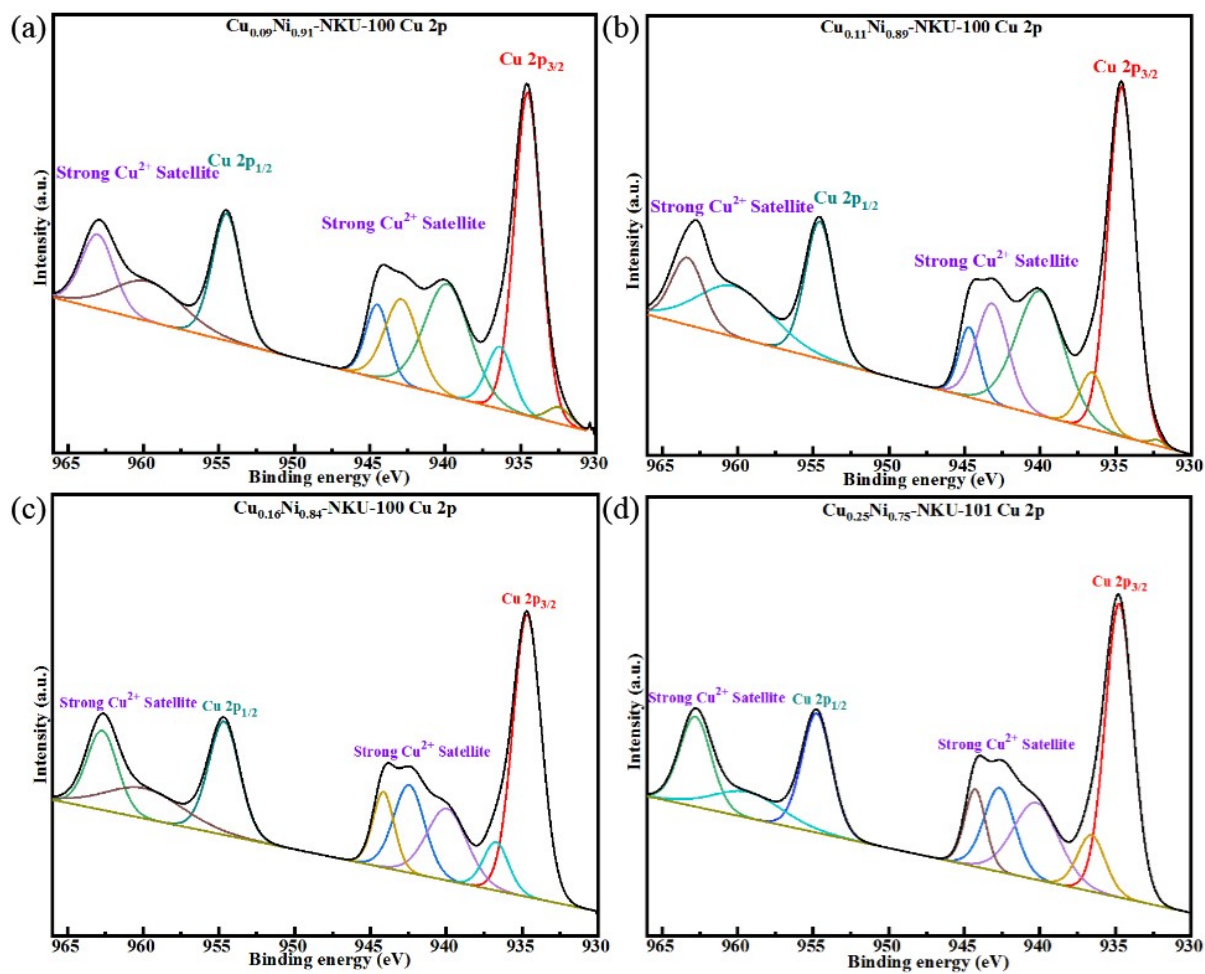 (a)
Cu0.09Ni0.91-NKU-100 Cu 2p
Cu 2p3/2
Strong Cu2+ Satellite
Cu 2p1/2
Strong Cu2+ Satellite
Intensity (a.u.)
965 960 955 950 945 940 935 930
Binding energy (eV)
(b)
Cu0.11Ni0.89-NKU-100 Cu 2p
Cu 2p3/2
Strong Cu2+ Satellite
Cu 2p1/2
Strong Cu2+ Satellite
Intensity (a.u.)
965 960 955 950 945 940 935 930
Binding energy (eV)
(c)
Cu0.16Ni0.84-NKU-100 Cu 2p
Cu 2p3/2
Strong Cu2+ Satellite
Cu 2p1/2
Strong Cu2+ Satellite
Intensity (a.u.)
965 960 955 950 945 940 935 930
Binding energy (eV)
(d)
Cu0.25Ni0.75-NKU-101 Cu 2p
Cu 2p3/2
Strong Cu2+ Satellite
Cu 2p1/2
Strong Cu2+ Satellite
Intensity (a.u.)
965 960 955 950 945 940 935 930
Binding energy (eV)